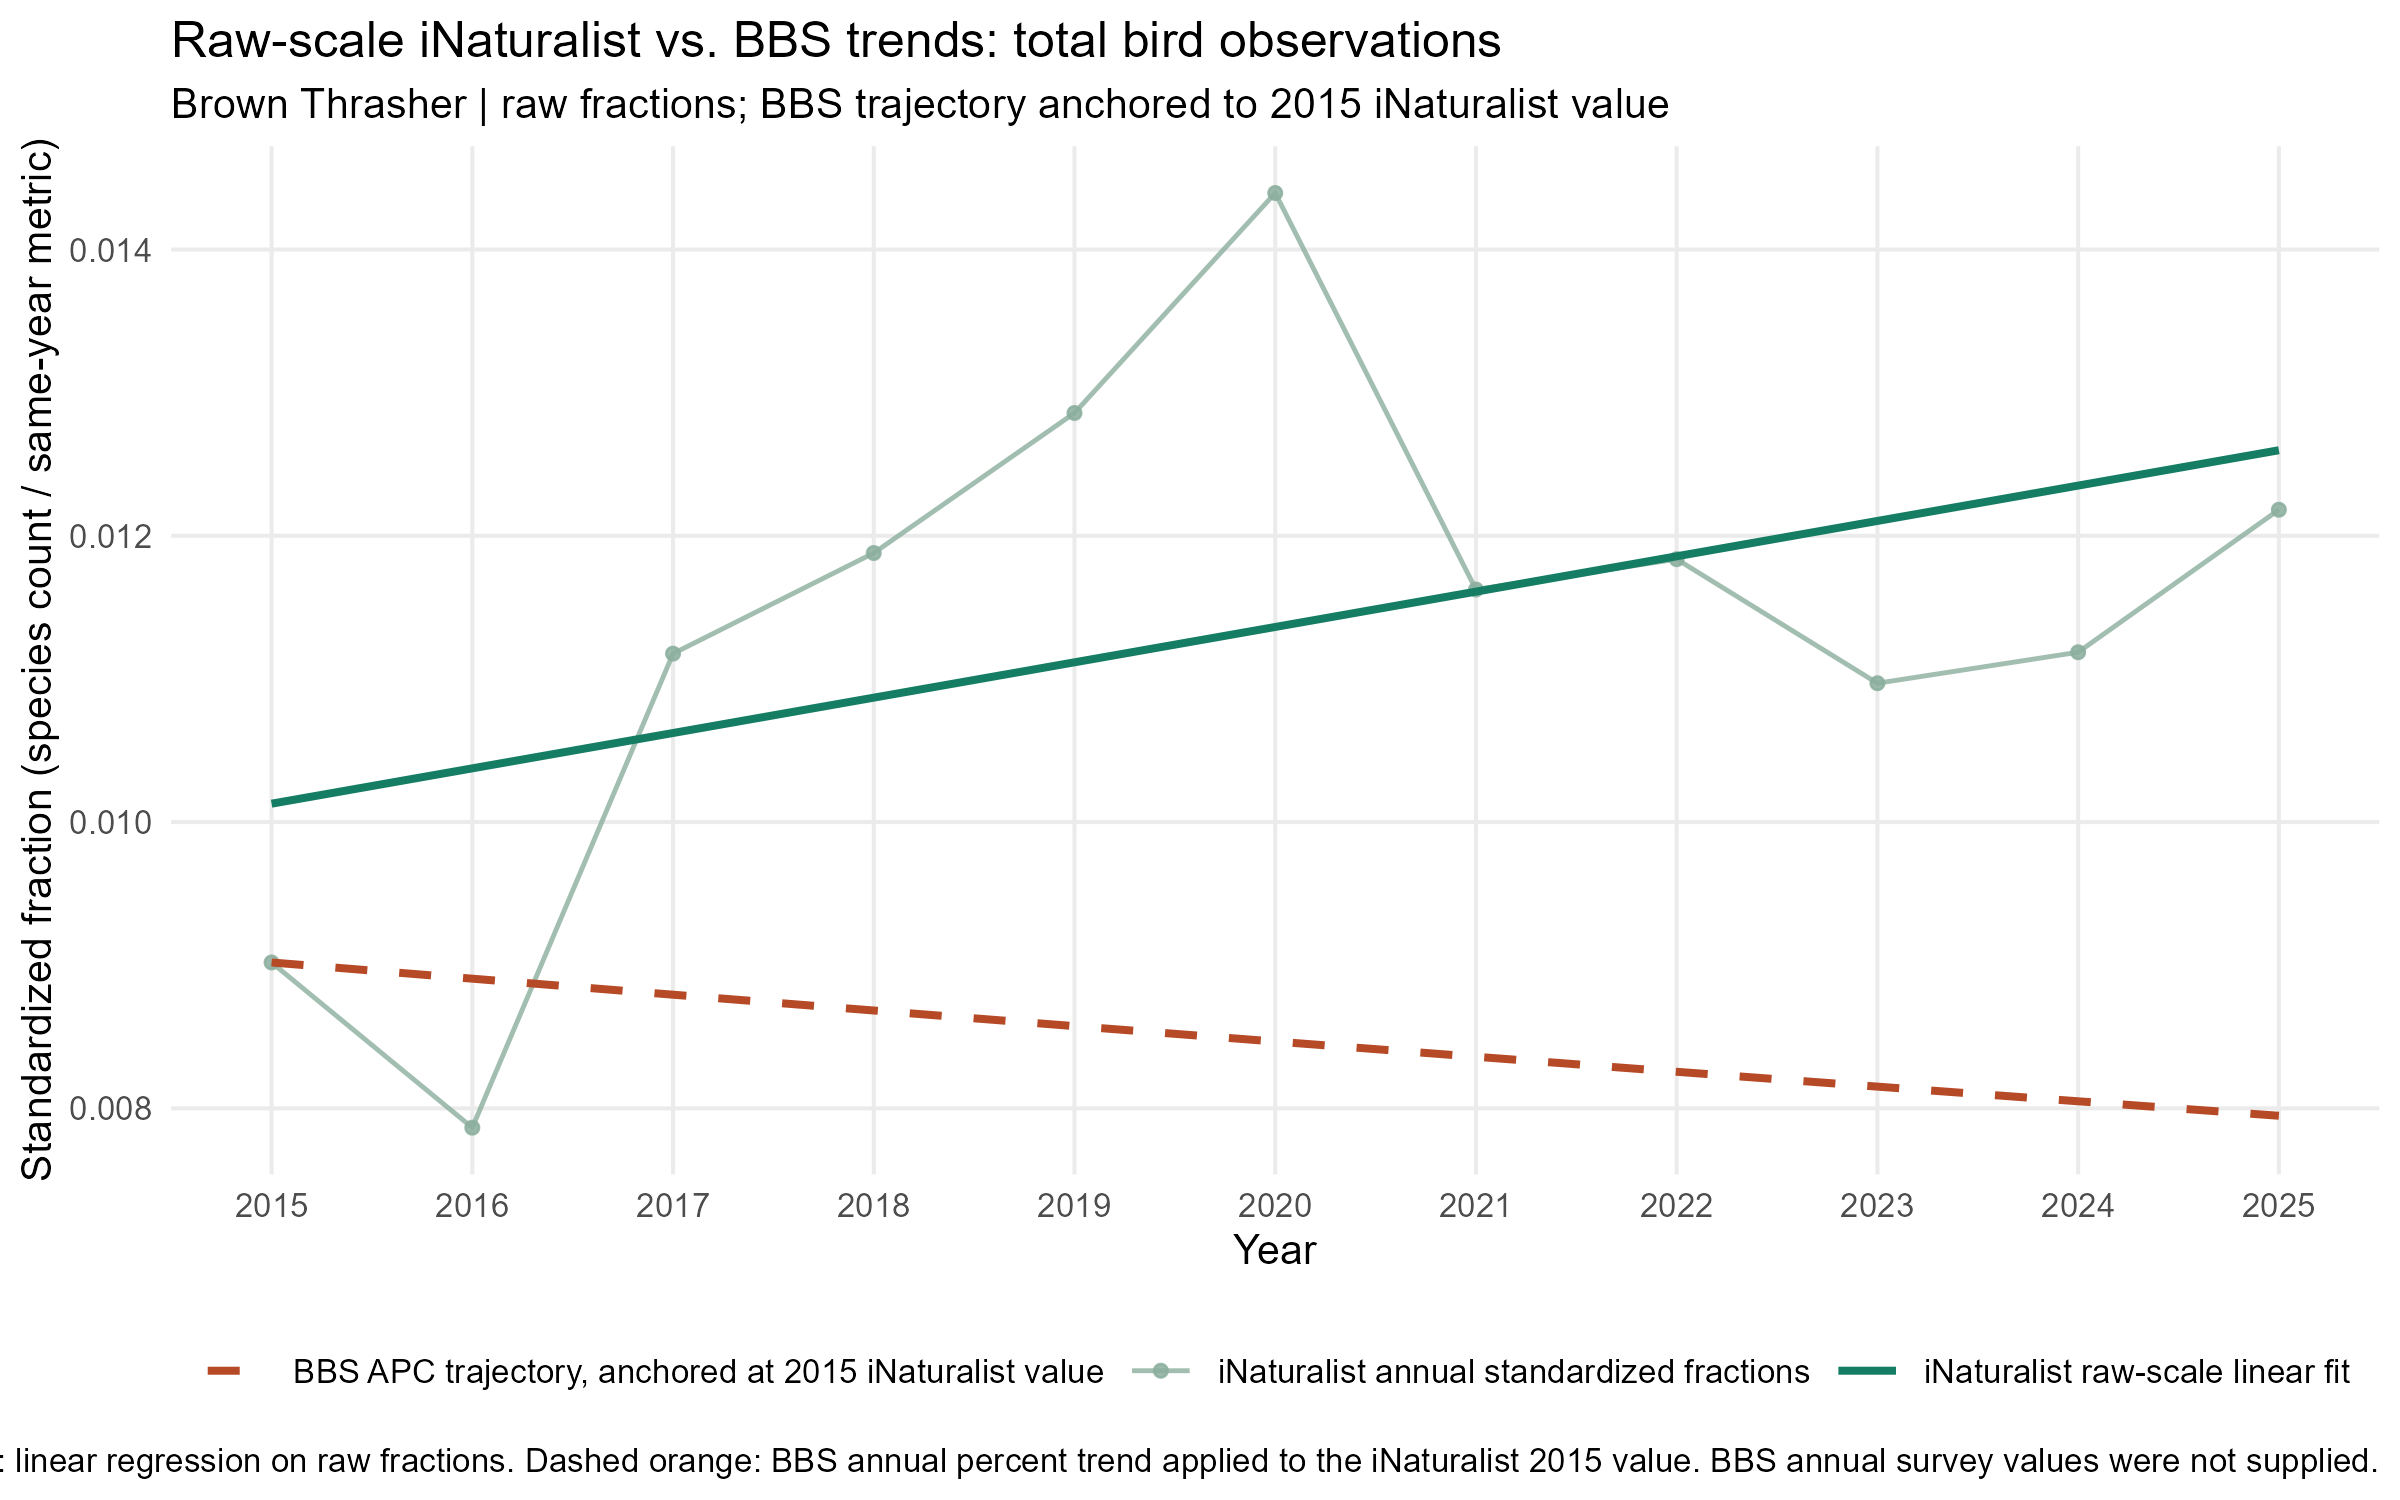 Raw-scale iNaturalist vs. BBS trends: total bird observations
Brown Thrasher | raw fractions; BBS trajectory anchored to 2015 iNaturalist value
Standardized fraction (species count / same-year metric)
0.014
0.012
0.010
0.008
2015 2016 2017 2018 2019 2020 2021 2022 2023 2024 2025
Year
BBS APC trajectory, anchored at 2015 iNaturalist value iNaturalist annual standardized fractions iNaturalist raw-scale linear fit
: linear regression on raw fractions. Dashed orange: BBS annual percent trend applied to the iNaturalist 2015 value. BBS annual survey values were not supplied.